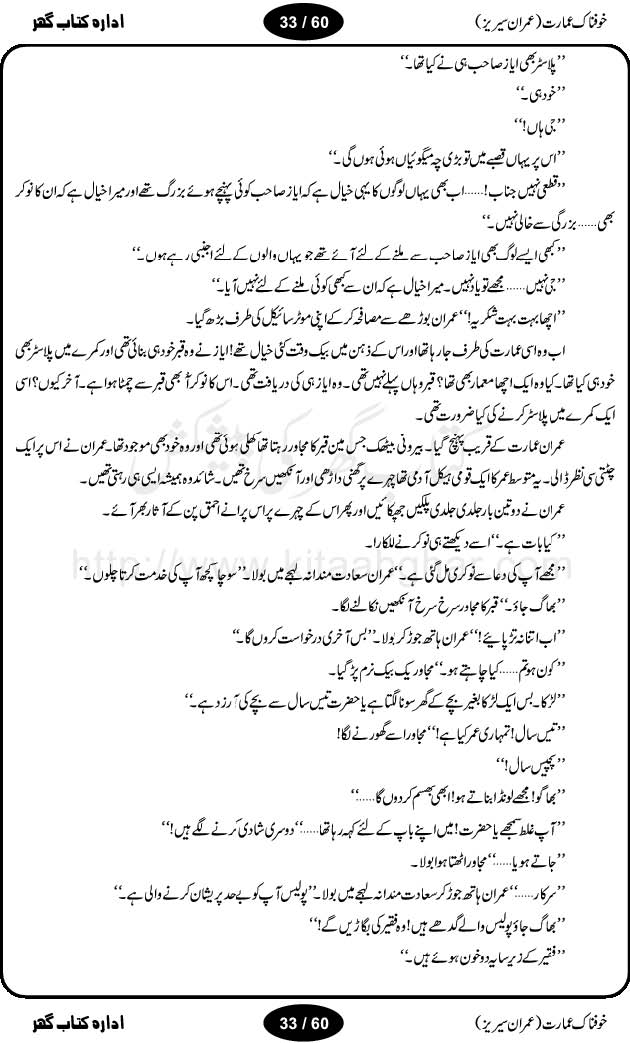 خوفناک عمارت (عمران سیریز)
33 / 60
ادارہ کتاب گھر
’’پلاسٹر بھی ایاز صاحب ہی نے کیا تھا۔‘‘
’’خود ہی۔‘‘
’’جی ہاں!‘‘
’’اس پر یہاں قصبے میں تو بڑی چہ میگوئیاں ہوئی ہوں گی۔‘‘
’’قطعی نہیں جناب!...... اب بھی یہاں لوگوں کا یہی خیال ہے کہ ایاز صاحب کوئی پہنچے ہوئے بزرگ تھے اور میرا خیال ہے کہ ان کا نوکر
بھی...... بزرگی سے خالی نہیں۔‘‘
’’کبھی ایسے لوگ بھی ایاز صاحب سے ملنے کے لئے آئے تھے جو یہاں والوں کے لئے اجنبی رہے ہوں۔‘‘
’’جی نہیں...... مجھے تو یاد نہیں۔ میرا خیال ہے کہ ان سے کبھی کوئی ملنے کے لئے نہیں آیا۔‘‘
’’اچھا بہت بہت شکریہ!‘‘ عمران بوڑھے سے مصافحہ کر کے اپنی موٹر سائیکل کی طرف بڑھ گیا۔
اب وہ اسی عمارت کی طرف جا رہا تھا اور اس کے ذہن میں بیک وقت کئی خیال تھے! ایاز نے وہ قبر خود ہی بنائی تھی اور کمرے میں پلاسٹر بھی
خود ہی کیا تھا۔ کیا وہ ایک اچھا معمار بھی تھا؟ قبر وہاں پہلے نہیں تھی۔ وہ ایاز ہی کی دریافت تھی۔ اس کا نوکر آج بھی قبر سے چمٹا ہوا ہے۔ آخر کیوں؟ اسی
ایک کمرے میں پلاسٹر کرنے کی کیا ضرورت تھی۔
عمران عمارت کے قریب پہنچ گیا۔ بیرونی بیٹھک جس مین قبر کا مجاور رہتا تھا کھلی ہوئی تھی اور وہ خود بھی موجود تھا۔ عمران نے اس پر ایک
اچٹتی سی نظر ڈالی۔ یہ متوسط عمر کا ایک قوی ہیکل آدمی تھا چہرے پر گھنی داڑھی اور آنکھیں سرخ تھیں۔ شائد وہ ہمیشہ ایسی ہی رہتی تھیں۔
عمران نے دو تین بار جلدی جلدی پلکیں جھپکائیں اور پھر اس کے چہرے پر اس پرانے احمق پن کے آثار ابھر آئے۔
’’کیا بات ہے۔‘‘ اسے دیکھتے ہی نوکر نے للکارا۔
http://www.kitaabghar.com
’’مجھے آپ کی دعا سے نوکری مل گئی ہے۔‘‘ عمران سعادت مندانہ لہجے میں بولا۔ ’’سوچا کچھ آپ کی خدمت کرتا چلوں۔‘‘
’’بھاگ جاؤ۔‘‘ قبر کا مجاور سرخ سرخ آنکھیں نکالنے لگا۔
’’اب اتنا نہ تڑپایئے!‘‘ عمران ہاتھ جوڑ کر بولا۔ ’’بس آخری درخواست کروں گا۔‘‘
’’کون ہو تم...... کیا چاہتے ہو۔‘‘ مجاور یک بیک نرم پڑ گیا۔
’’لڑکا۔ بس ایک لڑکا بغیر بچے کے گھر سونا لگتا ہے یا حضرت تیس سال سے بچے کی آرزو ہے۔‘‘
’’تیس سال! تمہاری عمر کیا ہے!‘‘ مجاور اسے گھورنے لگا!
’’پچیس سال!‘‘
’’بھاگو! مجھے لونڈا بناتے ہو! ابھی بھسم کر دوں گا......‘‘
’’آپ غلط سمجھے یا حضرت! میں اپنے باپ کے لئے کہہ رہا تھا......‘‘ دوسری شادی کرنے لگے ہیں!‘‘
’’جاتے ہو یا......‘‘ مجاور اٹھتا ہوا بولا۔
’’سرکار......‘‘ عمران ہاتھ جوڑ کر سعادت مندانہ لہجے میں بولا۔ ’’پولیس آپ کو بے حد پریشان کرنے والی ہے۔‘‘
’’بھاگ جاؤ پولیس والے گدھے ہیں! وہ فقیر کی بگاڑیں گے!‘‘
’’فقیر کے زیر سایہ دو خون ہوئے ہیں۔‘‘
خوفناک عمارت (عمران سیریز)
33 / 60
ادارہ کتاب گھر